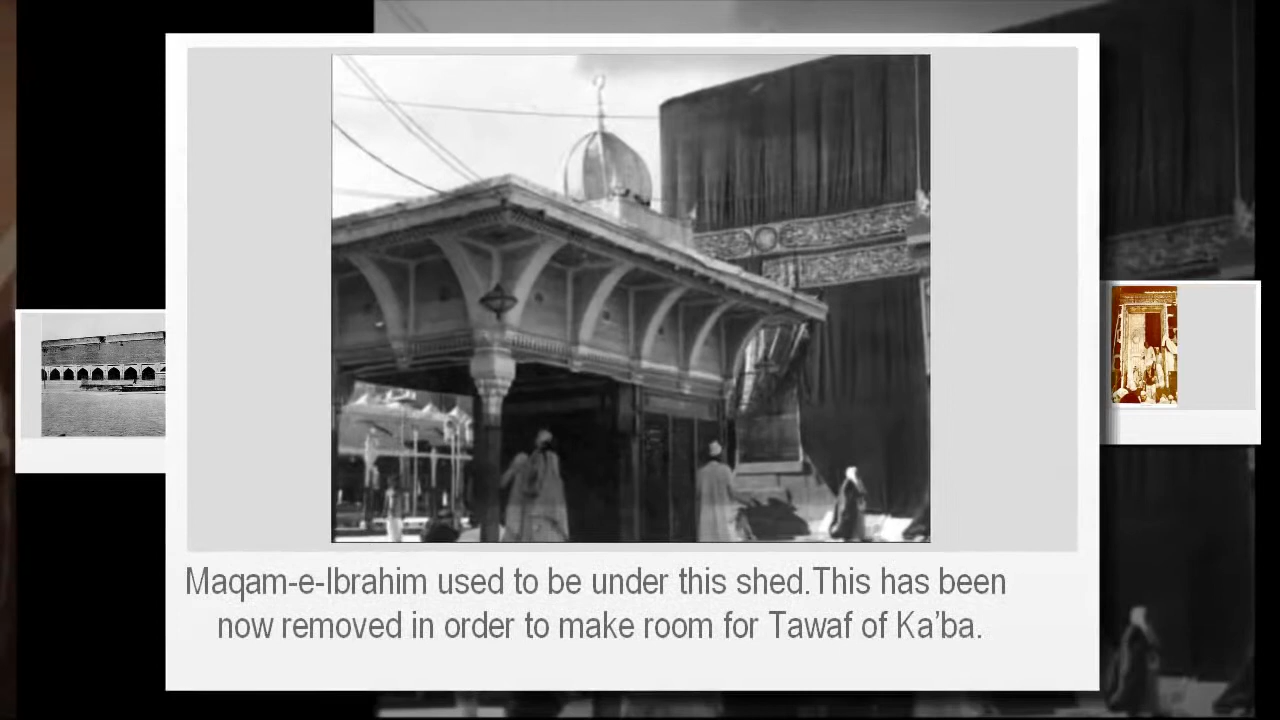 Maqam-e-Ibrahim used to be under this shed.This has been
now removed in order to make room for Tawaf of Ka’ba.